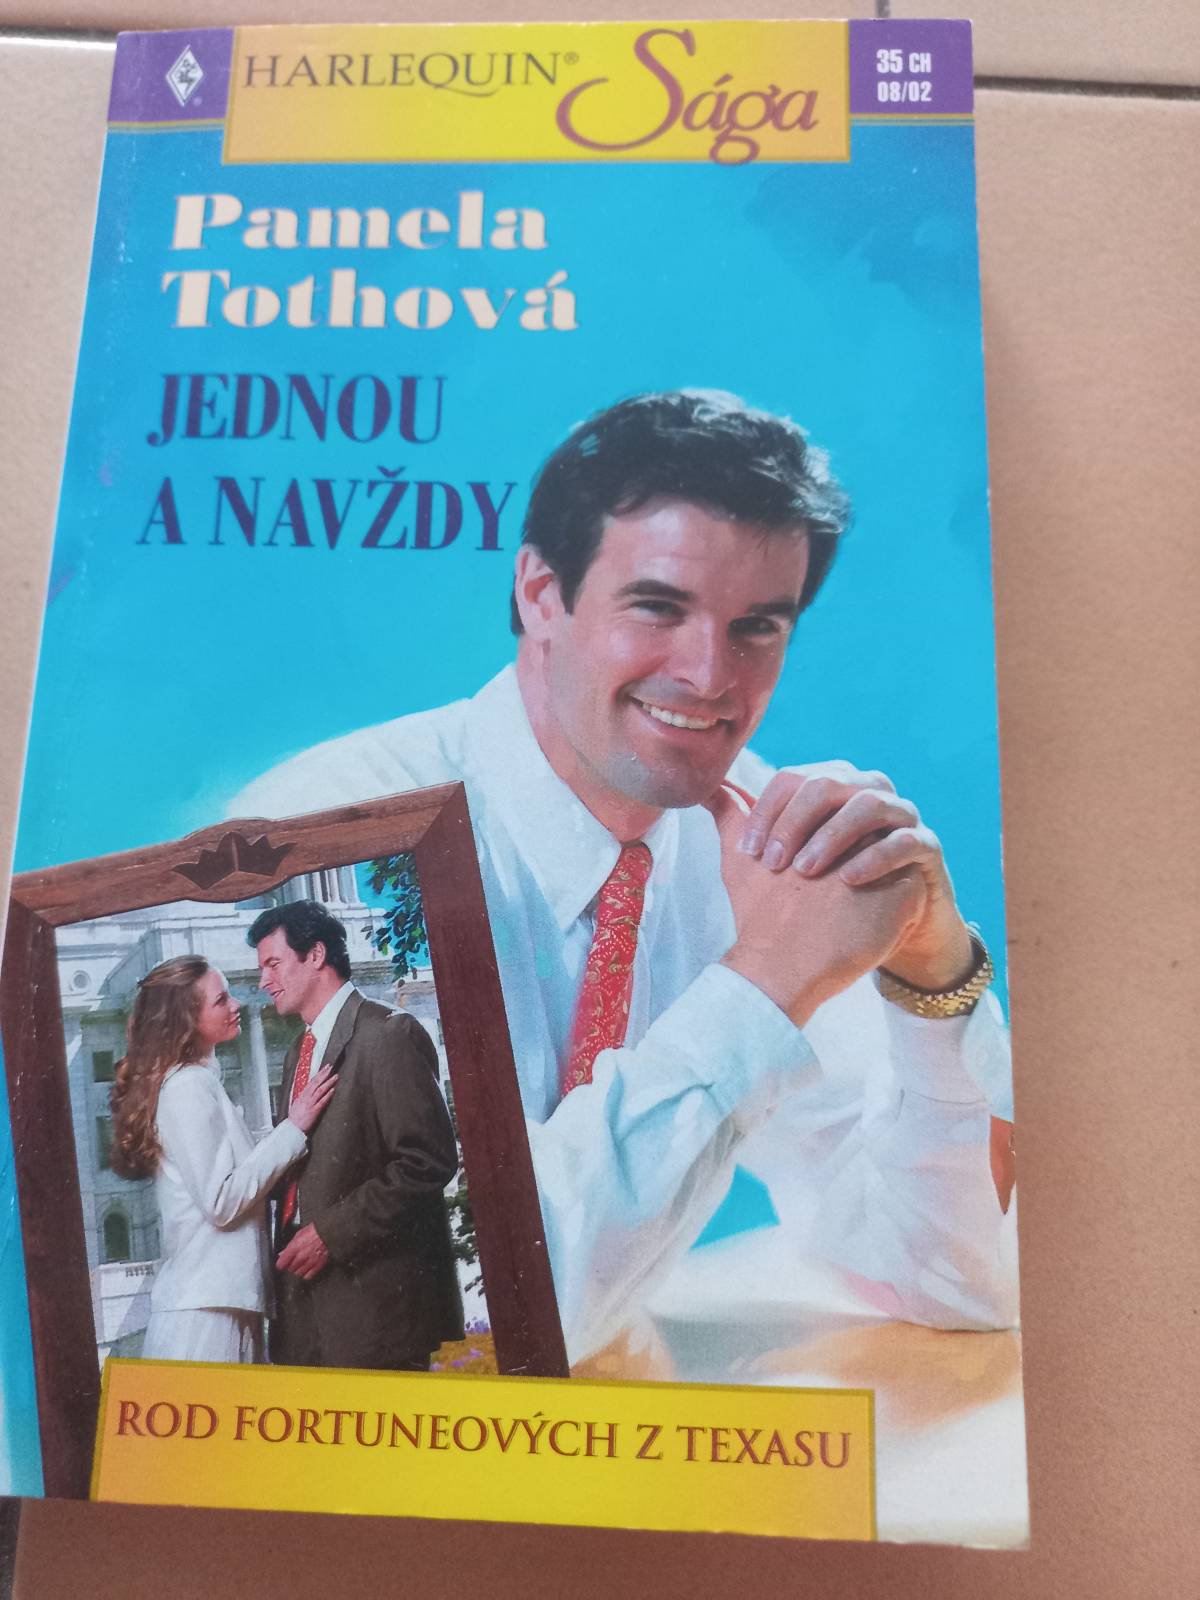 HARLEQUIN®
Sága
35 CH
08/02
Pamela
Tothová
JEDNOU
A NAVŽDY
ROD FORTUNEOVÝCH Z TEXASU